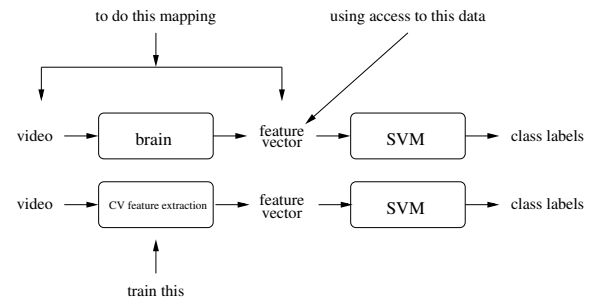 to do this mapping
using access to this data
video
brain
feature
vector
SVM
class labels
video
CV feature extraction
feature
vector
SVM
class labels
train this